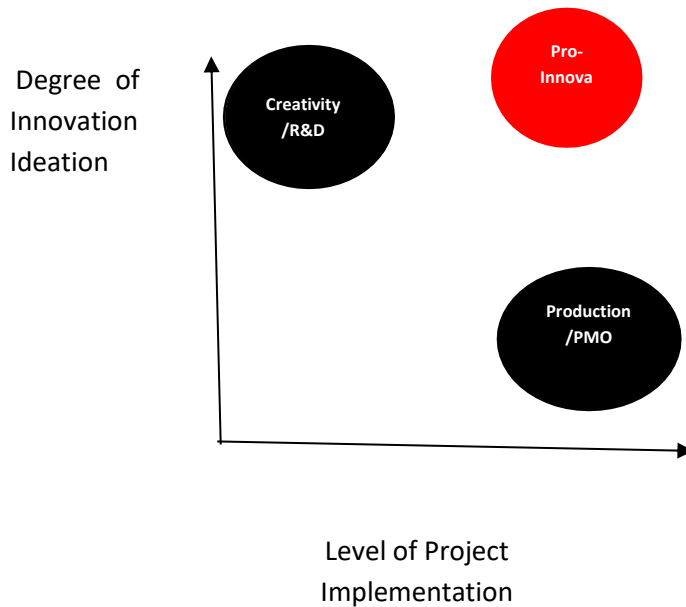 Degree of
Innovation
Ideation
Creativity
/R&D
Pro-
Innova
Production
/PMO
Level of Project
Implementation